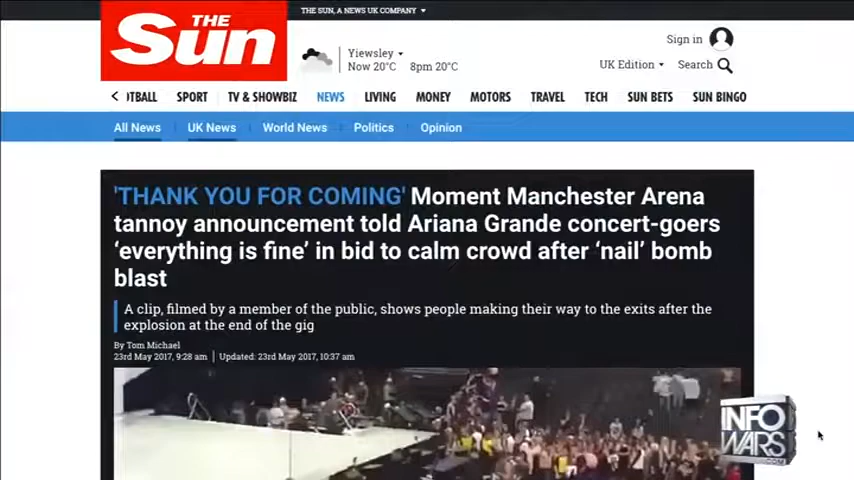 THE SUN, A NEWS UK COMPANY
THE
Sun
Yiewsley
Now 20°C 8pm 20°C
Sign in
UK Edition
Search
TBALL SPORT TV & SHOWBIZ NEWS LIVING MONEY MOTORS TRAVEL TECH SUN BETS SUN BINGO
All News UK News World News Politics Opinion
'THANK YOU FOR COMING' Moment Manchester Arena
tannoy announcement told Ariana Grande concert-goers
‘everything is fine’ in bid to calm crowd after ‘nail’ bomb
blast
A clip, filmed by a member of the public, shows people making their way to the exits after the
explosion at the end of the gig
By Tom Michael
23rd May 2017, 9:28 am | Updated: 23rd May 2017, 10:37 am
INFO
WARS
.COM